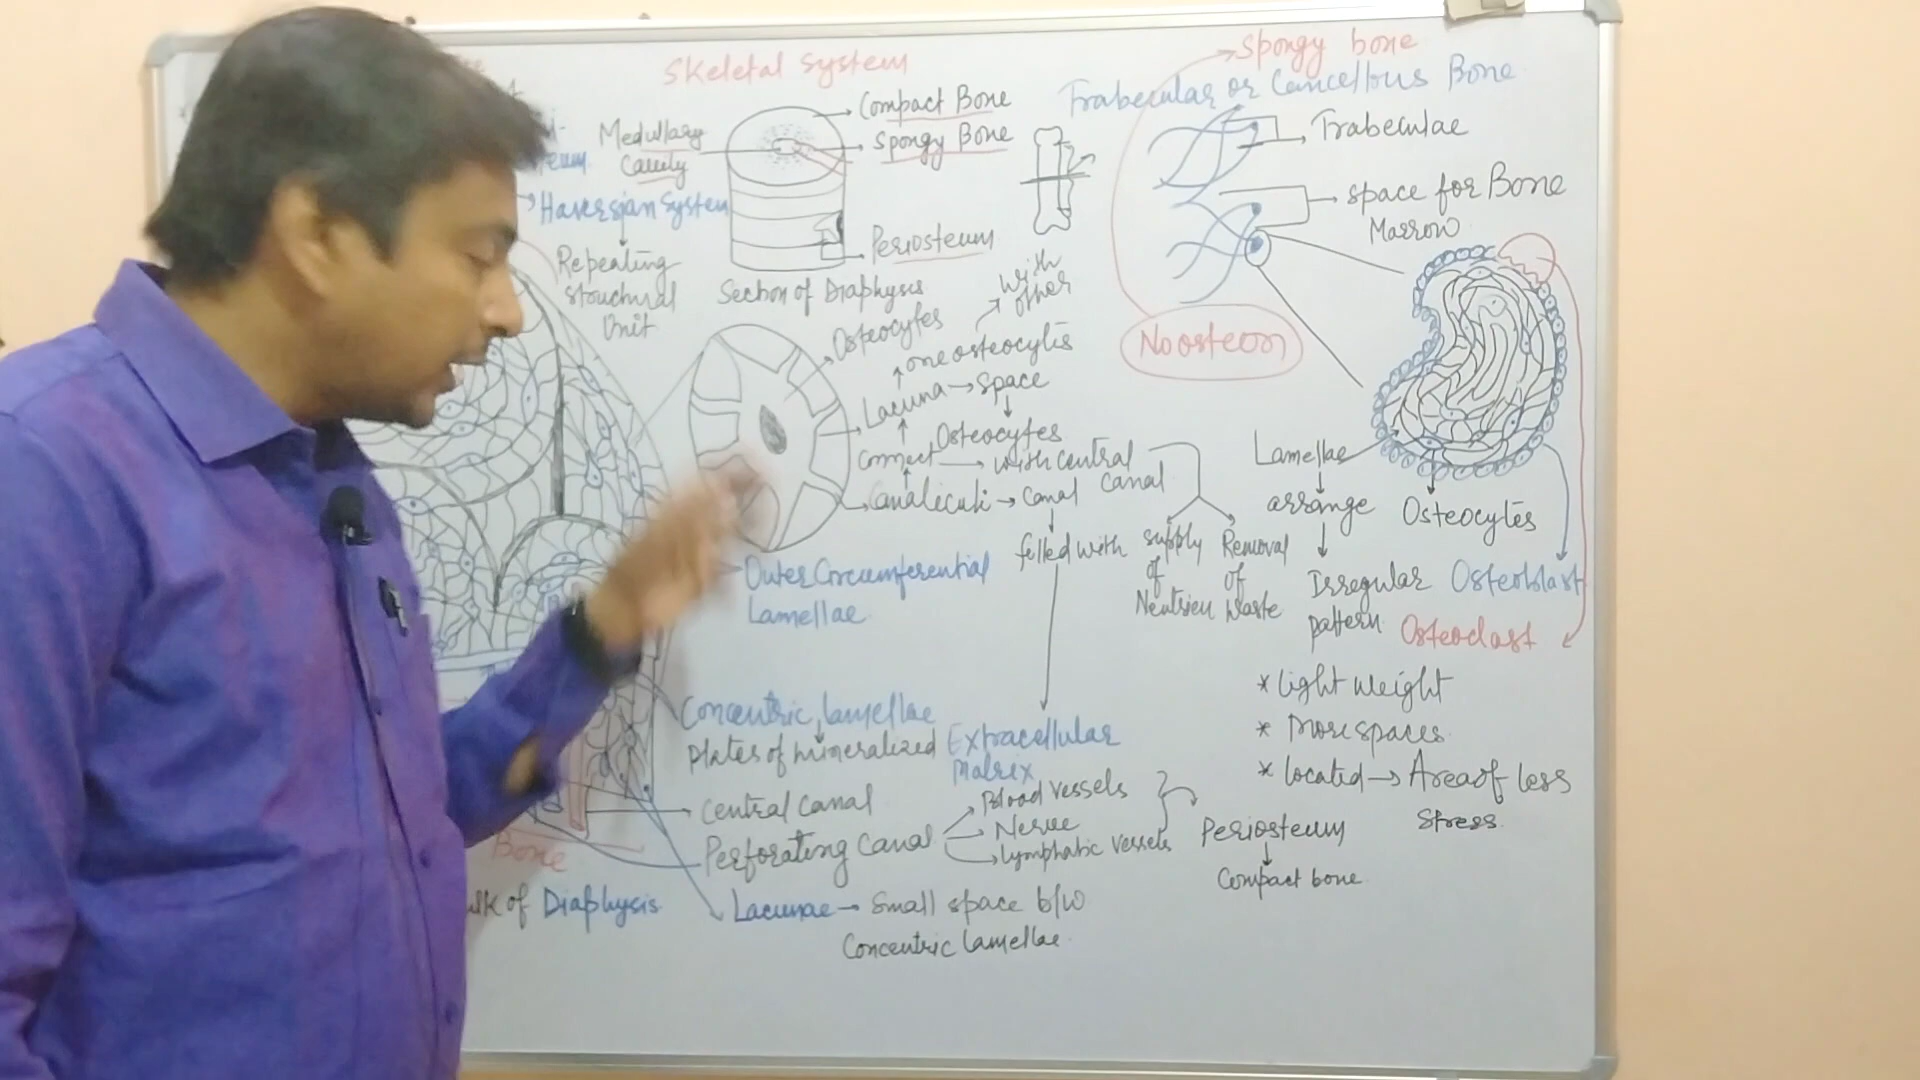 Skeletal System
Medullary
Cavity
Compact Bone
Spongy Bone
Periosteum
Section of Diaphysis
Haversian System
Repeating
structural
Unit
Osteocytes
with
other
one osteocytes
Lacuna → space
Osteocytes
Connect → with central
canal
Canaliculi → Canal
filled with
supply
of
Removal
of
Waste
Extracellular
Matrix
Outer Circumferential
Lamellae
Concentric lamellae
Plates of mineralized
Central Canal
Perforating Canal
Blood vessels
Nerve
Lymphatic vessels
Periosteum
Compact bone
Lacunae → Small space b/w
Concentric lamellae
Bone
of Diaphysis
Spongy bone
Trabecular or Cancellous Bone
Trabeculae
space for Bone
Marrow
No osteon
Lamellae
arrange
Irregular
pattern
Osteocytes
Osteoblast
Osteoclast
* light weight
* More spaces
* located → Area of less
Stress